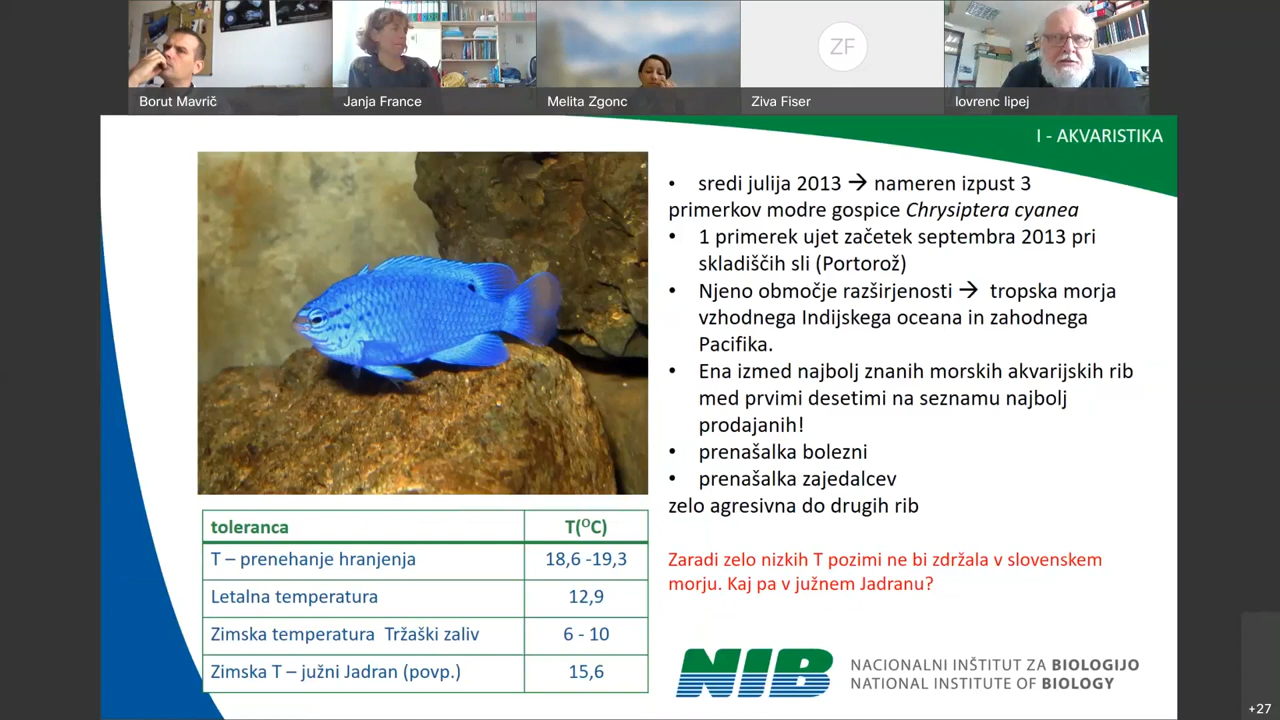 ZF
Borut Mavrič
Janja France
Melita Zgonc
Ziva Fiser
lovrenc lipej
I - AKVARISTIKA
• sredi julija 2013 → nameren izpust 3
primerkov modre gospice Chrysiptera cyanea
• 1 primerek ujet začetek septembra 2013 pri
skladiščih sli (Portorož)
• Njeno območje razširjenosti → tropska morja
vzhodnega Indijskega oceana in zahodnega
Pacifika.
• Ena izmed najbolj znanih morskih akvarijskih rib
med prvimi desetimi na seznamu najbolj
prodajanih!
• prenašalka bolezni
• prenašalka zajedalcev
zelo agresivna do drugih rib
toleranca T(ᴼC)
T – prenehanje hranjenja 18,6 -19,3
Letalna temperatura 12,9
Zimska temperatura Tržaški zaliv 6 - 10
Zimska T – južni Jadran (povp.) 15,6
Zaradi zelo nizkih T pozimi ne bi zdržala v slovenskem
morju. Kaj pa v južnem Jadranu?
NIB
NACIONALNI INŠTITUT ZA BIOLOGIJO
NATIONAL INSTITUTE OF BIOLOGY
+27